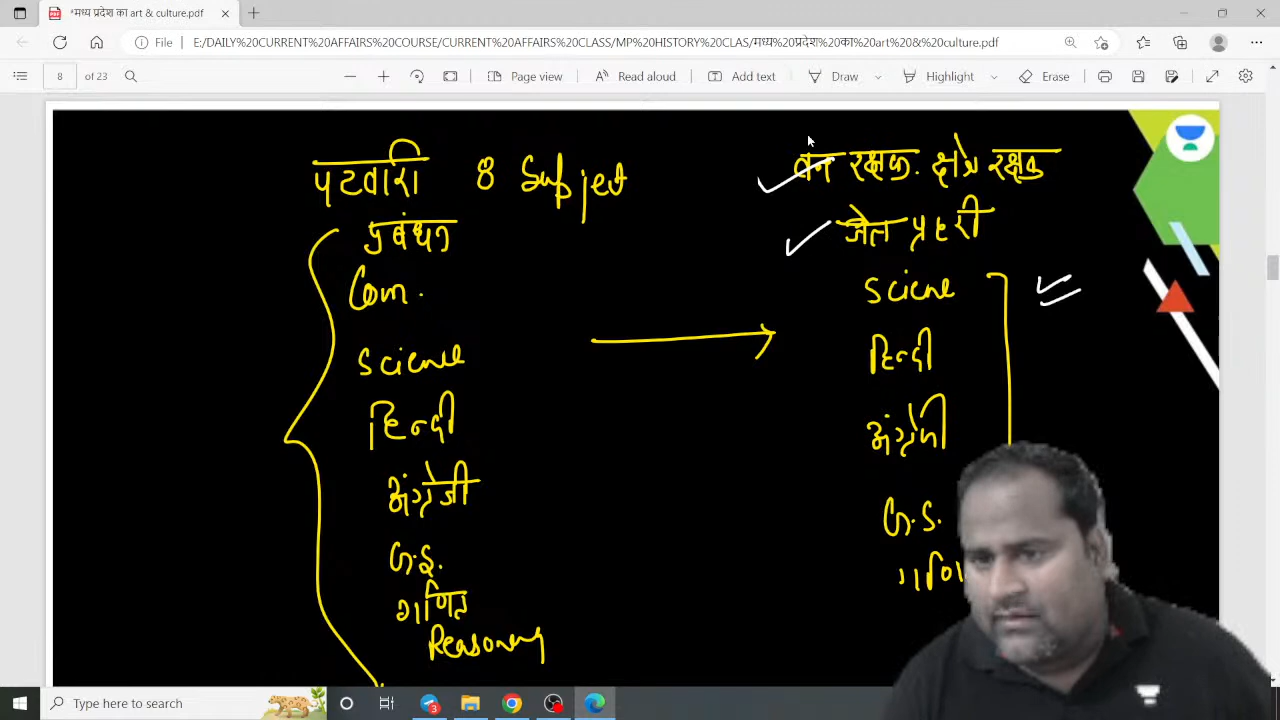 *मध्य प्रदेश का art & culture.pdf
File E:/DAILY%20CURRENT%20AFFAIRS%20COURSE/CURRENT%20AFFAIRS%20CLASS/MP%20HISTORY%20CLAS/मध्य%20प्रदेश%20का%20art%20&%20culture.pdf
8 of 23 Page view Read aloud Add text Draw Highlight Erase
पटवारी 8 Subject
प्रबंधन
Com.
Science
हिन्दी
अंग्रेजी
G.S.
गणित
Reasoning
वन रक्षक. क्षेत्र रक्षक
जेल प्रहरी
Science
हिन्दी
अंग्रेजी
G.S.
Type here to search
3